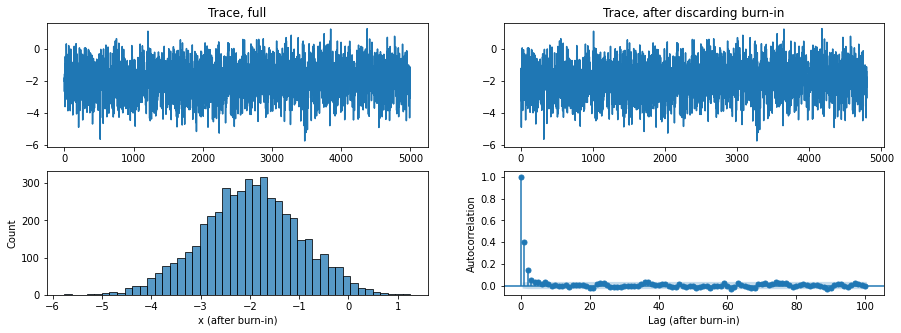 Trace, full
0
−2
−4
−6
0 1000 2000 3000 4000 5000
Trace, after discarding burn-in
0
−2
−4
−6
0 1000 2000 3000 4000 5000
Count
300
200
100
0
−6 −5 −4 −3 −2 −1 0 1
x (after burn-in)
Autocorrelation
1.0
0.8
0.6
0.4
0.2
0.0
0 20 40 60 80 100
Lag (after burn-in)